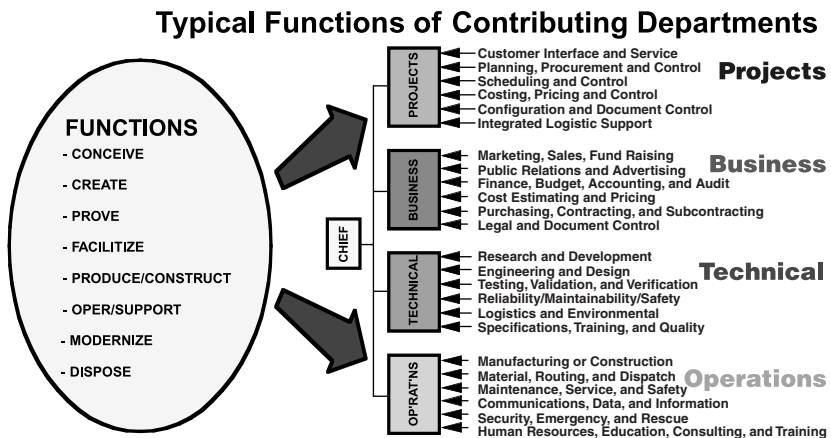 Typical Functions of Contributing Departments
FUNCTIONS
- CONCEIVE
- CREATE
- PROVE
- FACILITIZE
- PRODUCE/CONSTRUCT
- OPER/SUPPORT
- MODERNIZE
- DISPOSE
CHIEF
PROJECTS
Customer Interface and Service
Planning, Procurement and Control
Scheduling and Control
Costing, Pricing and Control
Configuration and Document Control
Integrated Logistic Support
Projects
BUSINESS
Marketing, Sales, Fund Raising
Public Relations and Advertising
Finance, Budget, Accounting, and Audit
Cost Estimating and Pricing
Purchasing, Contracting, and Subcontracting
Legal and Document Control
Business
TECHNICAL
Research and Development
Engineering and Design
Testing, Validation, and Verification
Reliability/Maintainability/Safety
Logistics and Environmental
Specifications, Training, and Quality
Technical
OP'RAT'NS
Manufacturing or Construction
Material, Routing, and Dispatch
Maintenance, Service, and Safety
Communications, Data, and Information
Security, Emergency, and Rescue
Human Resources, Education, Consulting, and Training
Operations